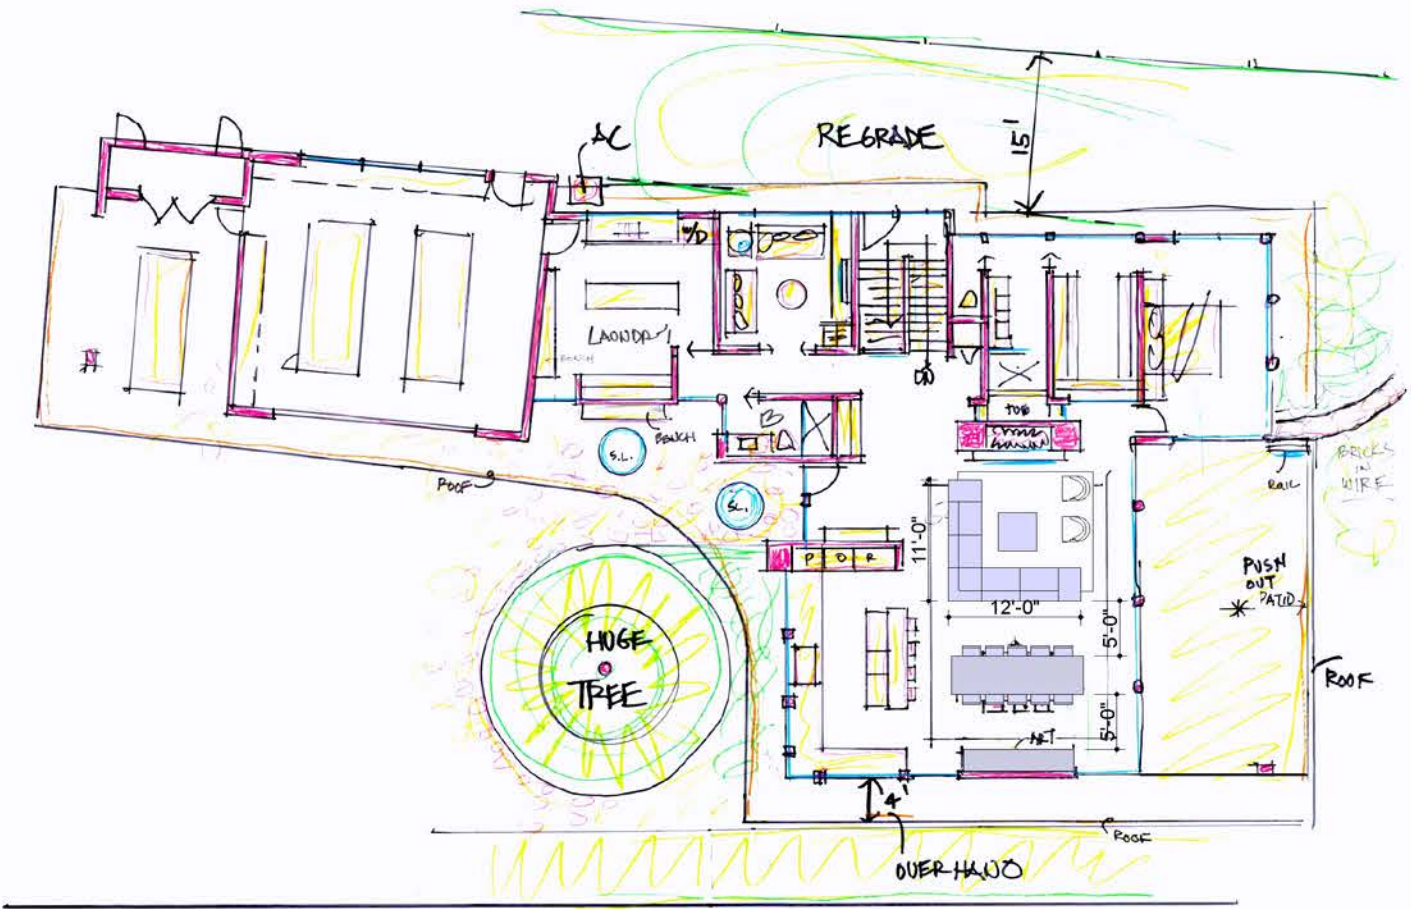 AC
REGRADE
15'
W/D
LAUNDRY
BENCH
DN
B
BENCH
TUB
S.L.
SL.
ROOF
RAIL
BRICKS
IN
WIRE
P D R
11'-0"
12'-0"
5'-0"
5'-0"
PUSH
OUT
PATIO
HUGE
TREE
ROOF
ART
4'
ROOF
OVERHANG